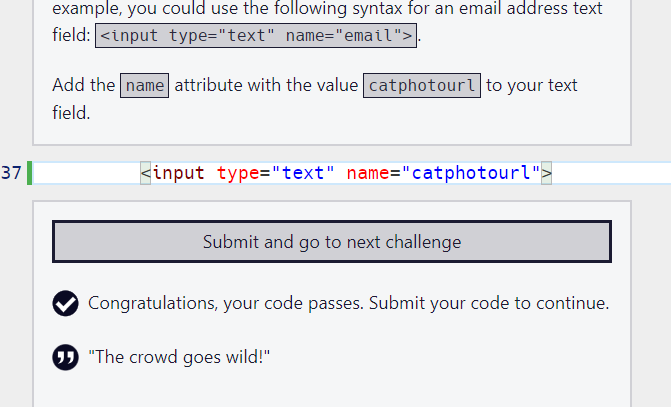 example, you could use the following syntax for an email address text
field: <input type="text" name="email">.
Add the name attribute with the value catphotourl to your text
field.
37 <input type="text" name="catphotourl">
Submit and go to next challenge
Congratulations, your code passes. Submit your code to continue.
"The crowd goes wild!"